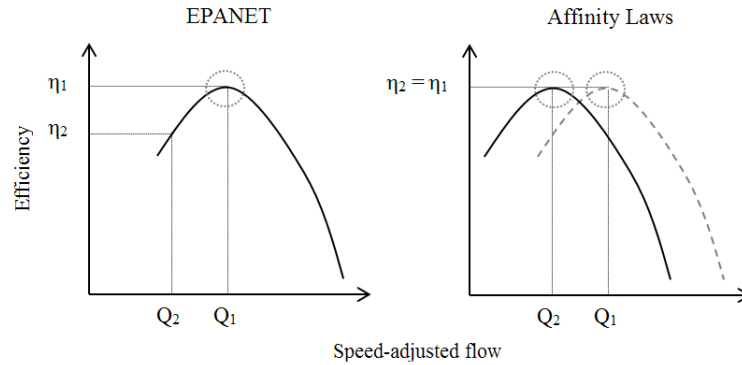 EPANET
Affinity Laws
η1
η2
Efficiency
Q2
Q1
η2 = η1
Q2
Q1
Speed-adjusted flow